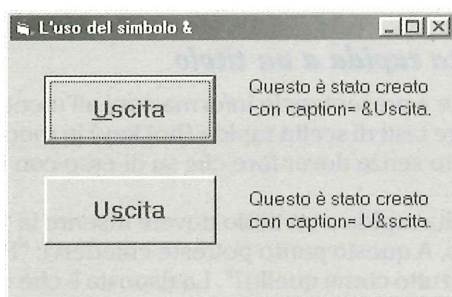 L'uso del simbolo &
Uscita
Questo è stato creato
con caption= &Uscita.
Uscita
Questo è stato creato
con caption= U&scita.